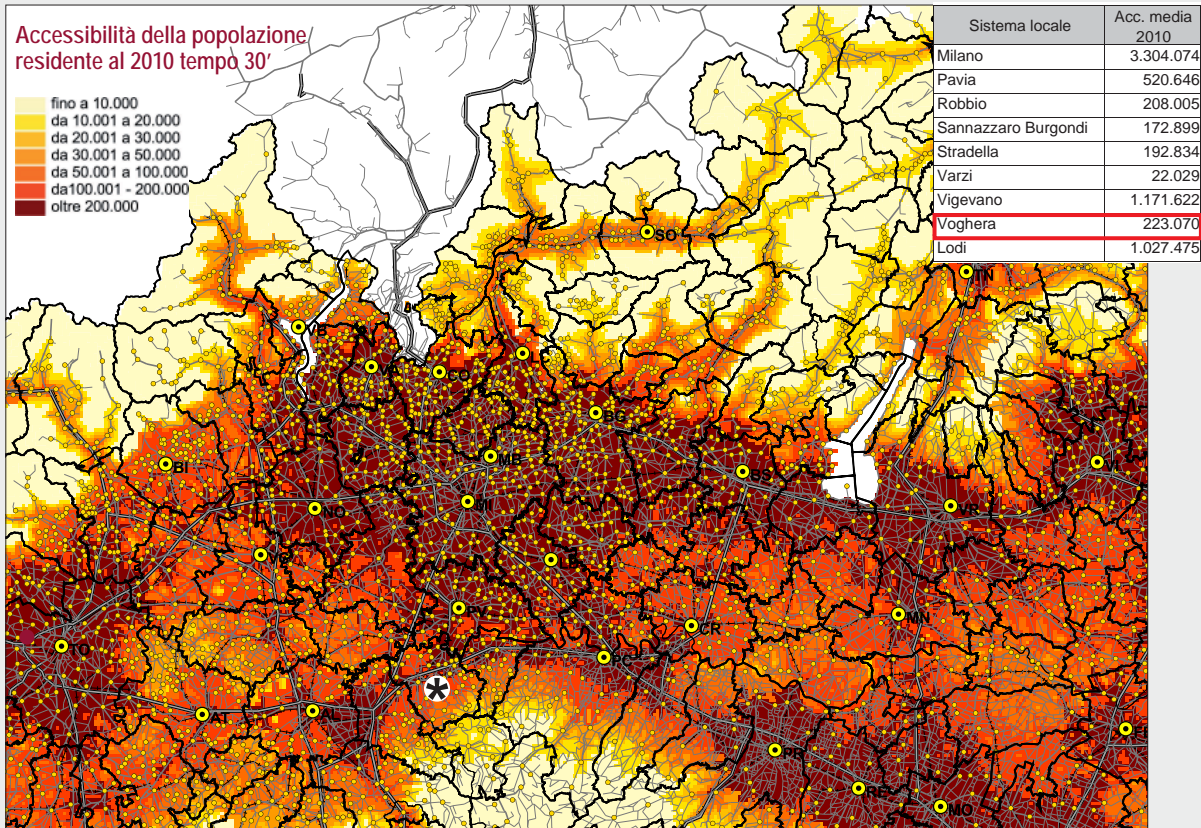 Accessibilità della popolazione
residente al 2010 tempo 30'
fino a 10.000
da 10.001 a 20.000
da 20.001 a 30.000
da 30.001 a 50.000
da 50.001 a 100.000
da100.001 - 200.000
oltre 200.000
Sistema locale Acc. media 2010
Milano 3.304.074
Pavia 520.646
Robbio 208.005
Sannazzaro Burgondi 172.899
Stradella 192.834
Varzi 22.029
Vigevano 1.171.622
Voghera 223.070
Lodi 1.027.475
SO
TN
VB
BG
BI
MB
BS
MI
NO
VR
MN
CR
TO
PC
AT
AL
PR
RE
MO